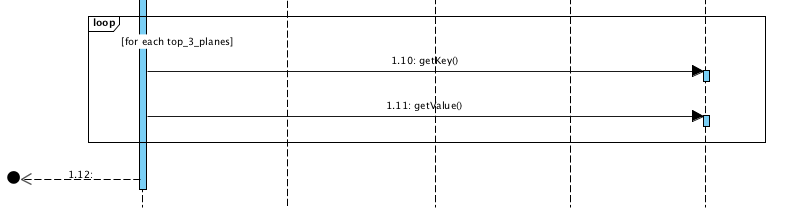 loop
[for each top_3_planes]
1.10: getKey()
1.11: getValue()
1.12: